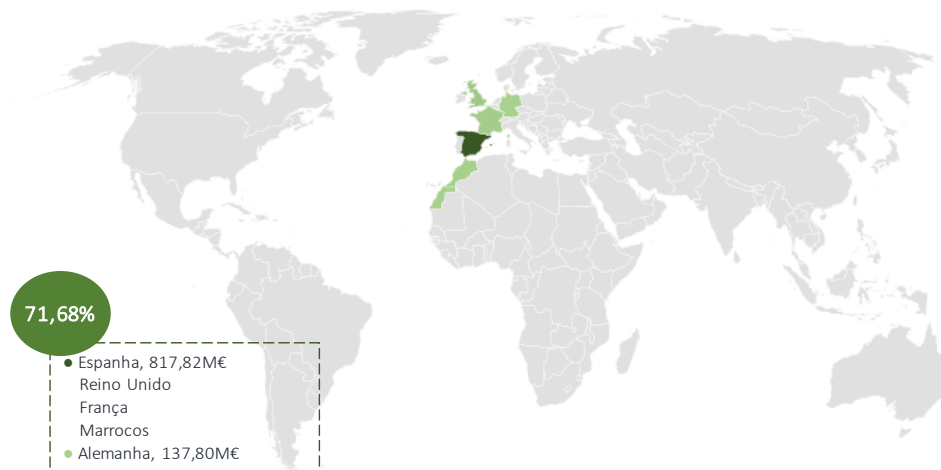 71,68%
Espanha, 817,82M€
Reino Unido
França
Marrocos
Alemanha, 137,80M€